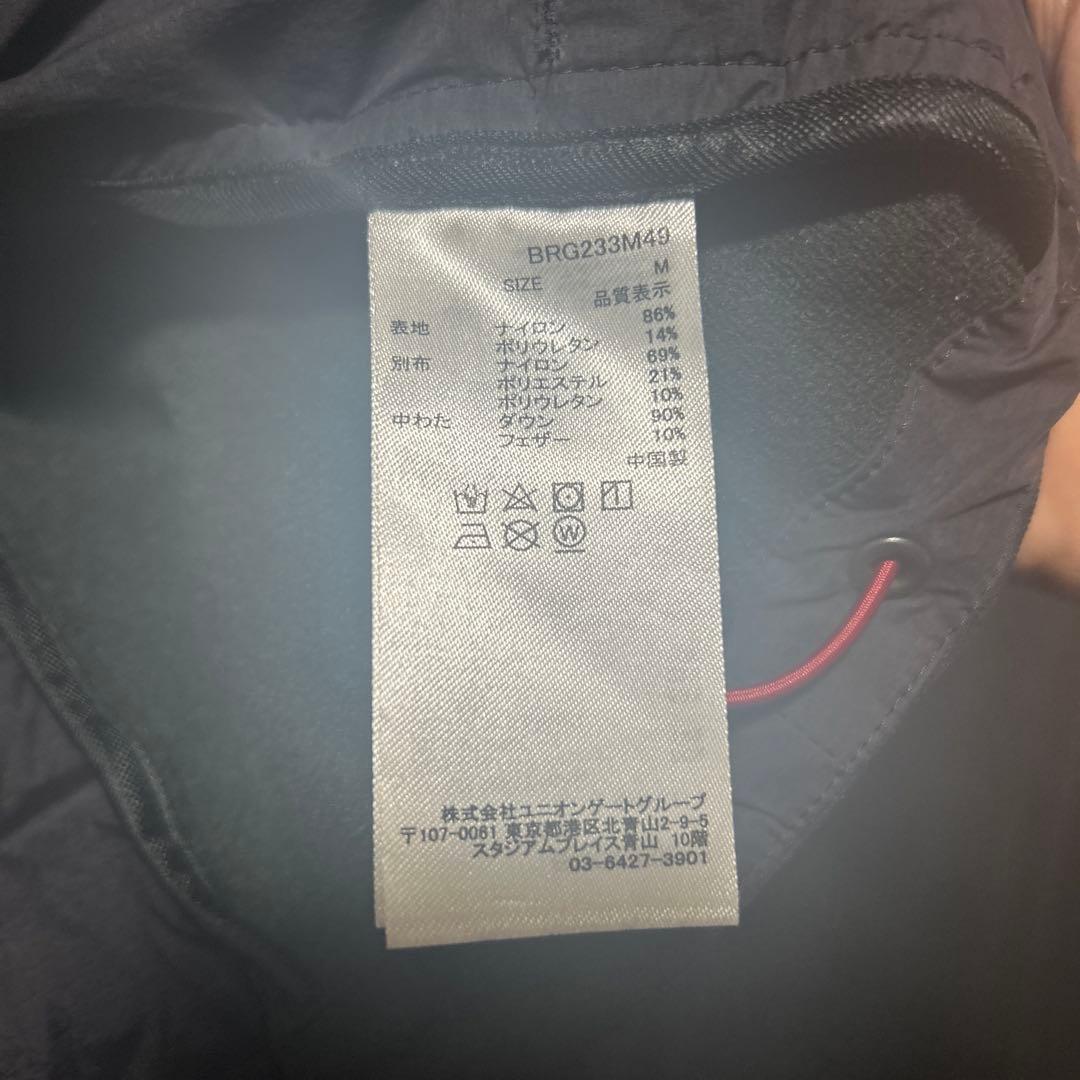 BRG233M49
SIZE M
品質表示
表地 ナイロン 86%
ポリウレタン 14%
別布 ナイロン 69%
ポリエステル 21%
ポリウレタン 10%
中わた ダウン 90%
フェザー 10%
中国製
W
株式会社ユニオンゲートグループ
〒107-0061 東京都港区北青山2-9-5
スタジアムプレイス青山 10階
03-6427-3901